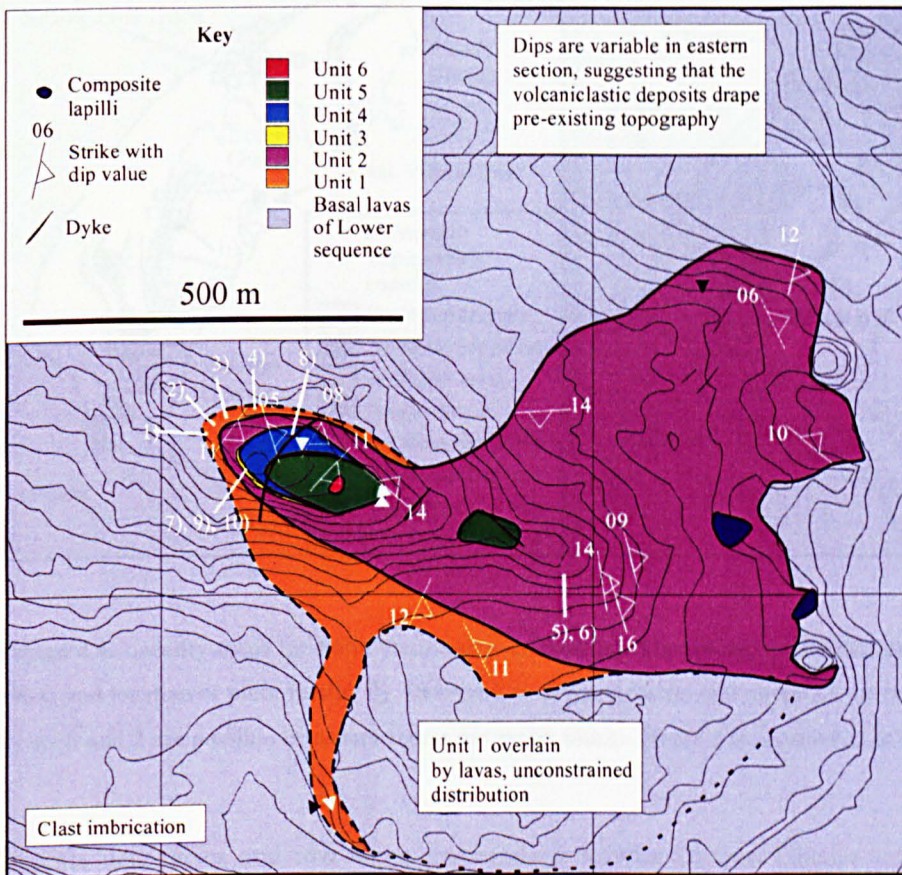 Key
Composite
lapilli
06
Strike with
dip value
Dyke
Unit 6
Unit 5
Unit 4
Unit 3
Unit 2
Unit 1
Basal lavas
of Lower
sequence
500 m
Dips are variable in eastern
section, suggesting that the
volcaniclastic deposits drape
pre-existing topography
12
06
2)
3)
4)
8)
05
08
14
1)
11
11
10
7), 9), 10)
14
09
14
12
5), 6)
16
11
Unit 1 overlain
by lavas, unconstrained
distribution
Clast imbrication